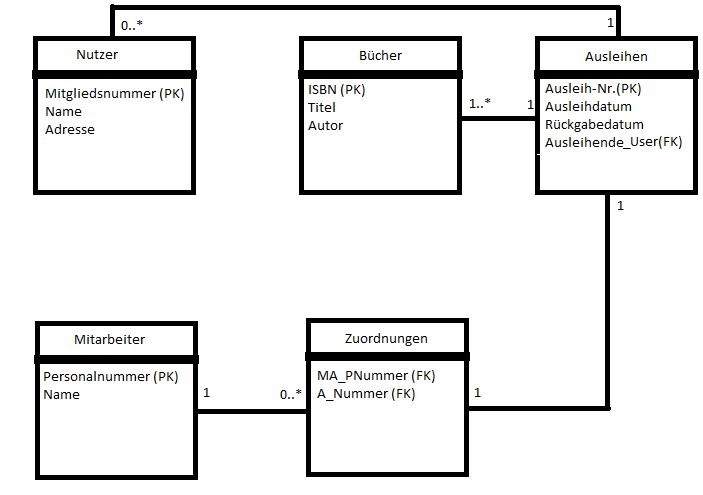 0..*
1
Nutzer
Mitgliedsnummer (PK)
Name
Adresse
Bücher
ISBN (PK)
Titel
Autor
1..*
1
Ausleihen
Ausleih-Nr.(PK)
Ausleihdatum
Rückgabedatum
Ausleihende_User(FK)
1
Mitarbeiter
Personalnummer (PK)
Name
1
0..*
Zuordnungen
MA_PNummer (FK)
A_Nummer (FK)
1